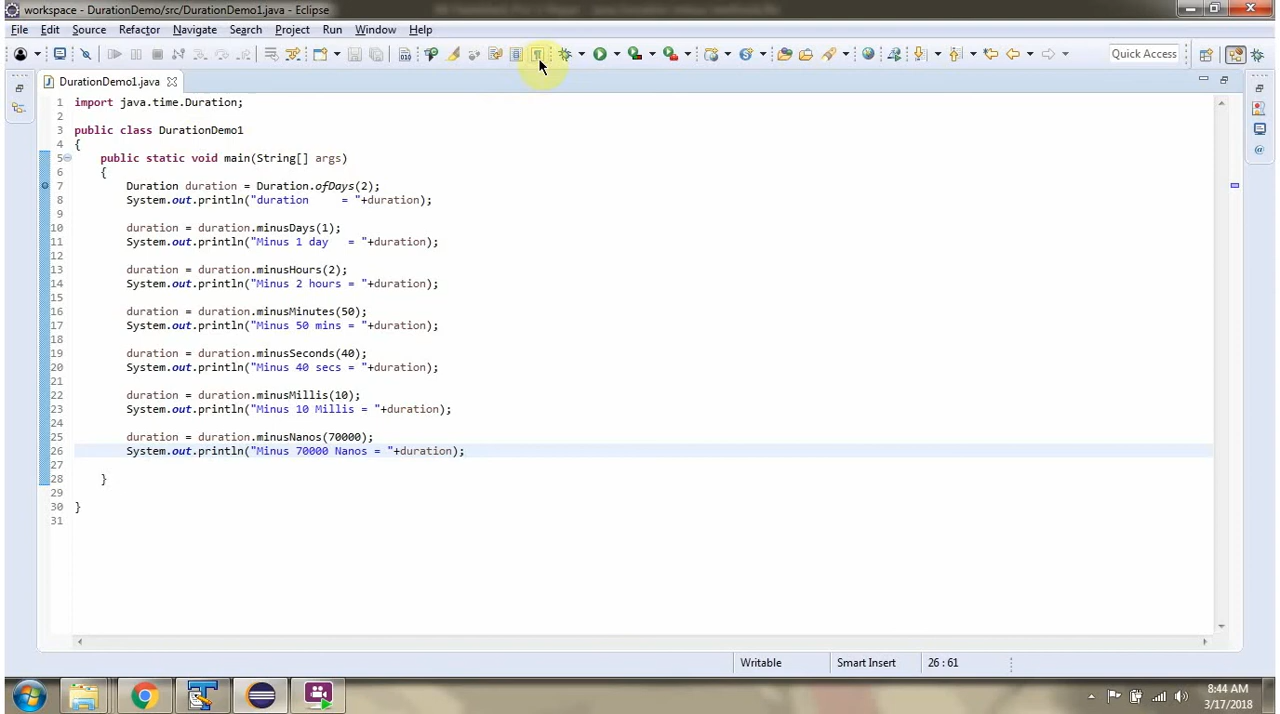 workspace - DurationDemo/src/DurationDemo1.java - Eclipse
File Edit Source Refactor Navigate Search Project Run Window Help
Quick Access
DurationDemo1.java
1 import java.time.Duration;
2
3 public class DurationDemo1
4 {
5 public static void main(String[] args)
6 {
7 Duration duration = Duration.ofDays(2);
8 System.out.println("duration     = "+duration);
9
10 duration = duration.minusDays(1);
11 System.out.println("Minus 1 day   = "+duration);
12
13 duration = duration.minusHours(2);
14 System.out.println("Minus 2 hours = "+duration);
15
16 duration = duration.minusMinutes(50);
17 System.out.println("Minus 50 mins = "+duration);
18
19 duration = duration.minusSeconds(40);
20 System.out.println("Minus 40 secs = "+duration);
21
22 duration = duration.minusMillis(10);
23 System.out.println("Minus 10 Millis = "+duration);
24
25 duration = duration.minusNanos(70000);
26 System.out.println("Minus 70000 Nanos = "+duration);
27
28 }
29
30 }
31
Writable Smart Insert 26 : 61
8:44 AM
3/17/2018